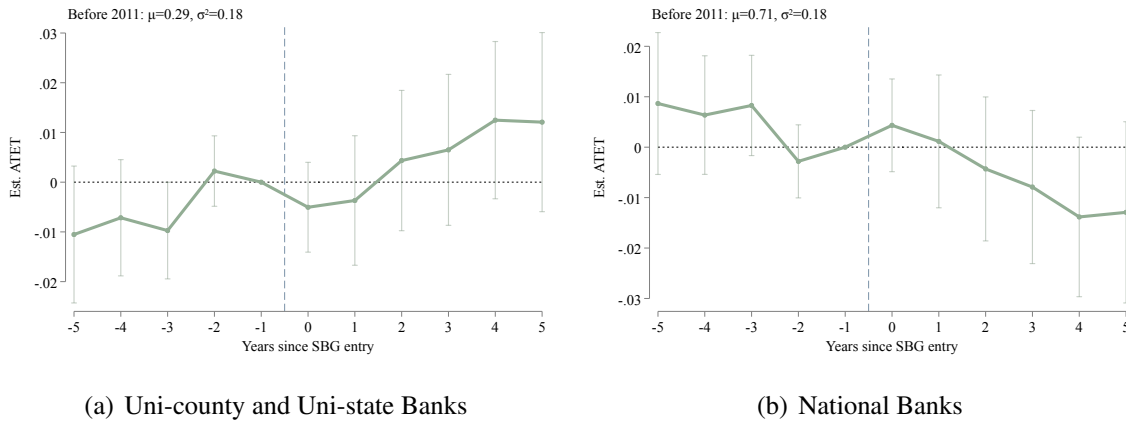 Before 2011: μ=0.29, σ²=0.18
.03
.02
.01
0
-.01
-.02
Est. ATET
-5 -4 -3 -2 -1 0 1 2 3 4 5
Years since SBG entry
(a) Uni-county and Uni-state Banks
Before 2011: μ=0.71, σ²=0.18
.02
.01
0
-.01
-.02
-.03
Est. ATET
-5 -4 -3 -2 -1 0 1 2 3 4 5
Years since SBG entry
(b) National Banks